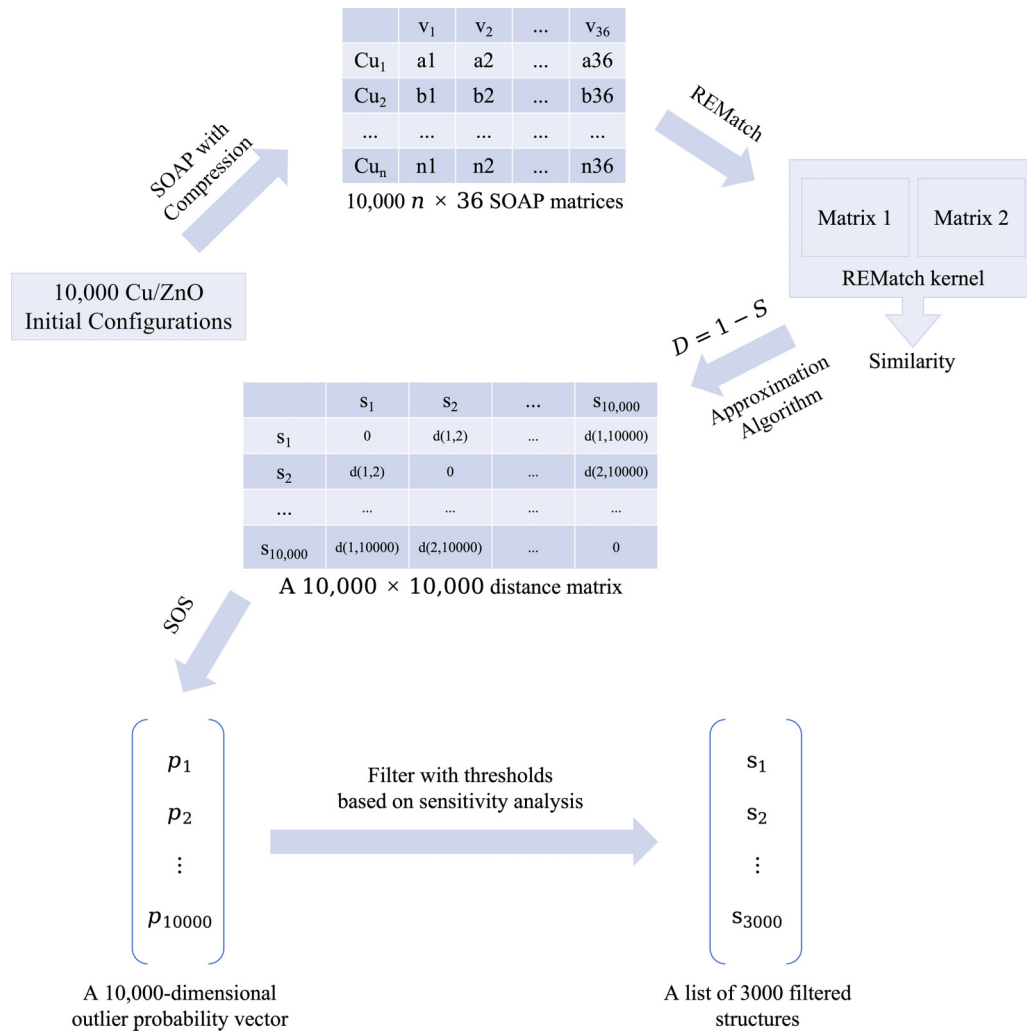 v1 v2 ... v36
Cu1 a1 a2 ... a36
Cu2 b1 b2 ... b36
... ... ... ... ...
Cun n1 n2 ... n36
10,000 n × 36 SOAP matrices
SOAP with
Compression
REMatch
10,000 Cu/ZnO
Initial Configurations
Matrix 1 Matrix 2
REMatch kernel
Similarity
D = 1 − S
Approximation
Algorithm
s1 s2 ... s10,000
s1 0 d(1,2) ... d(1,10000)
s2 d(1,2) 0 ... d(2,10000)
... ... ... ... ...
s10,000 d(1,10000) d(2,10000) ... 0
A 10,000 × 10,000 distance matrix
SOS
p1
p2
⋮
p10000
A 10,000-dimensional
outlier probability vector
Filter with thresholds
based on sensitivity analysis
s1
s2
⋮
s3000
A list of 3000 filtered
structures